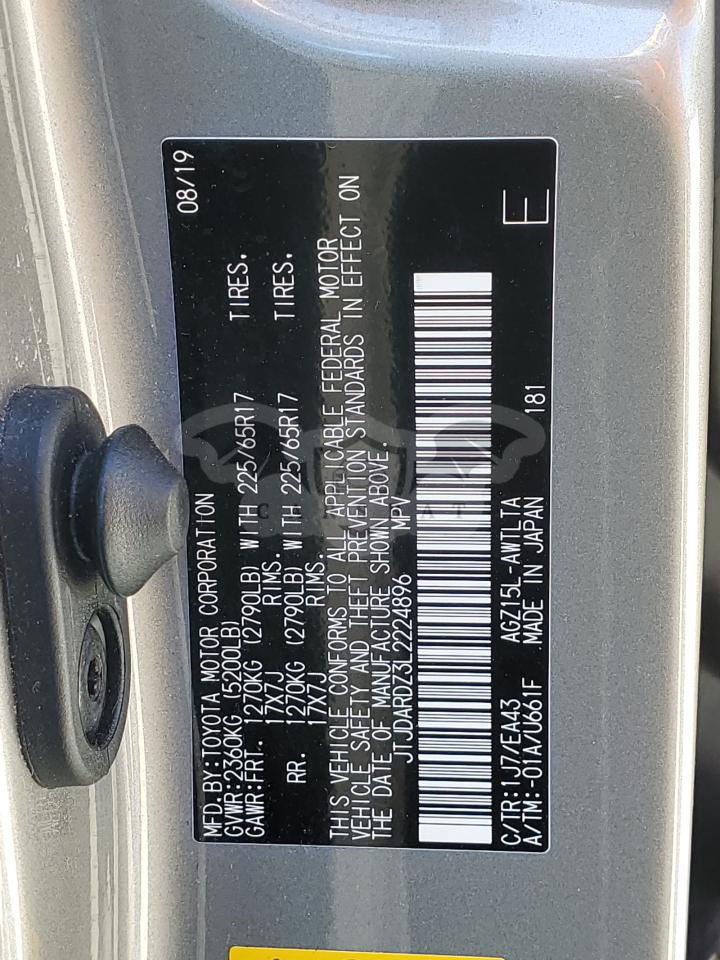 08/19
MFD.BY:TOYOTA MOTOR CORPORATION
GVWR:2360KG (5200LB)
GAWR:FRT. 1270KG (2790LB) WITH 225/65R17 TIRES.
17X7J RIMS.
RR. 1270KG (2790LB) WITH 225/65R17 TIRES.
17X7J RIMS.
THIS VEHICLE CONFORMS TO ALL APPLICABLE FEDERAL MOTOR
VEHICLE SAFETY AND THEFT PREVENTION STANDARDS IN EFFECT ON
THE DATE OF MANUFACTURE SHOWN ABOVE.
JTJDARDZ3L2224896 MPV
C/TR:1J7/EA43 AGZ15L-AWTLTA 181
A/TM:-01A/U661F MADE IN JAPAN E